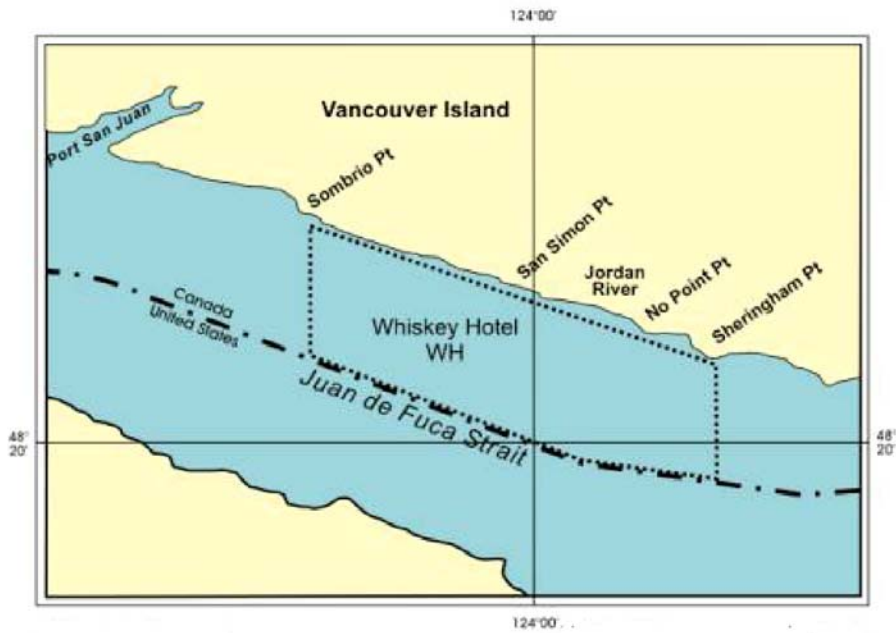 124°00'
Vancouver Island
Port San Juan
Sombrio Pt
San Simon Pt
Jordan
River
No Point Pt
Sheringham Pt
Canada
United States
Whiskey Hotel
WH
Juan de Fuca Strait
48°
20'
48°
20'
124°00'